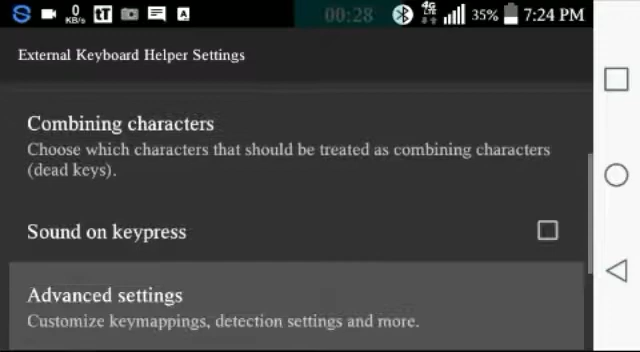 0
KB/s
tT
A
00:28
4G
LTE
35%
7:24 PM
External Keyboard Helper Settings
Combining characters
Choose which characters that should be treated as combining characters
(dead keys).
Sound on keypress
Advanced settings
Customize keymappings, detection settings and more.